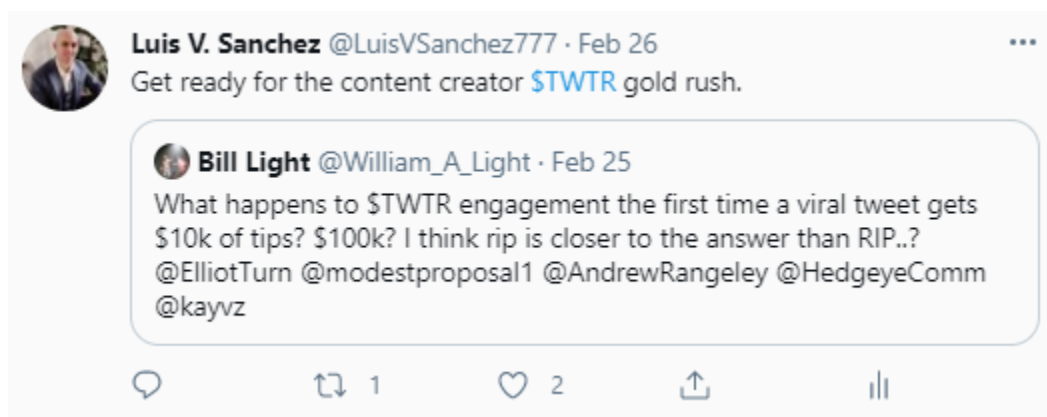 Luis V. Sanchez @LuisVSanchez777 · Feb 26
Get ready for the content creator $TWTR gold rush.
Bill Light @William_A_Light · Feb 25
What happens to $TWTR engagement the first time a viral tweet gets
$10k of tips? $100k? I think rip is closer to the answer than RIP..?
@ElliotTurn @modestproposal1 @AndrewRangeley @HedgeyeComm
@kayvz
1 2